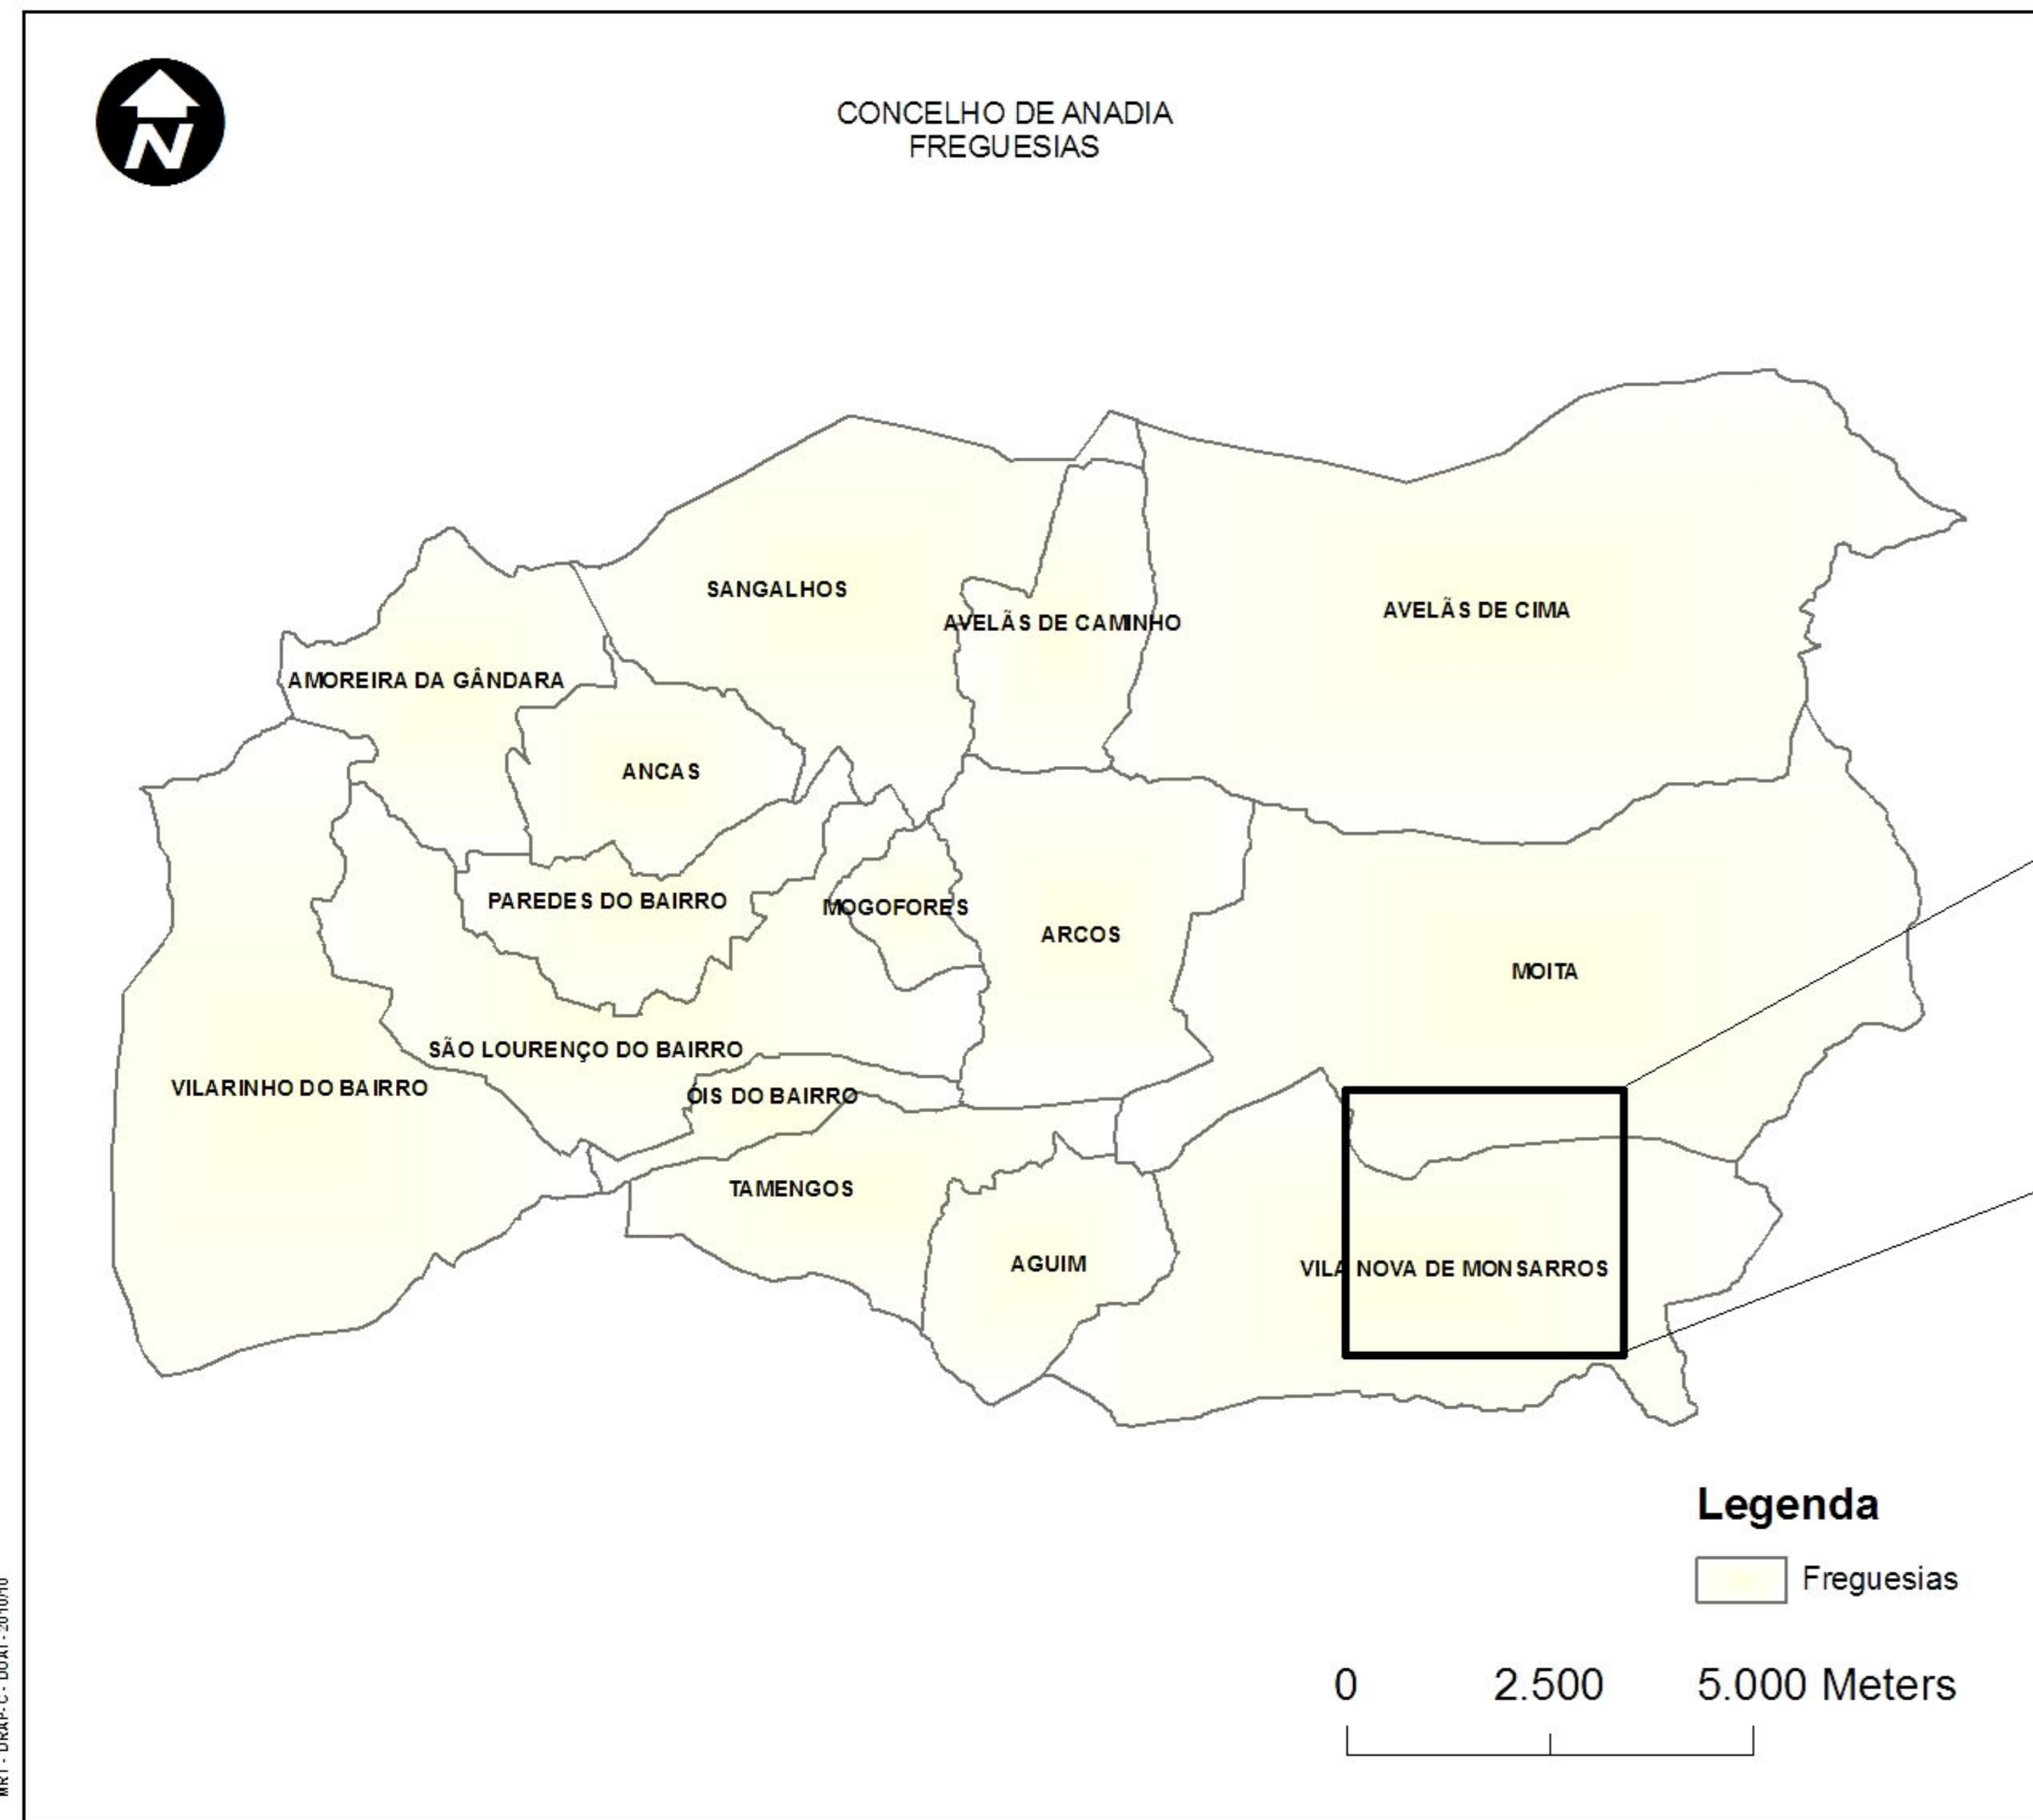 N
CONCELHO DE ANADIA
FREGUESIAS
SANGALHOS
AVELÃS DE CAMINHO
AVELÃS DE CIMA
AMOREIRA DA GÂNDARA
ANCAS
PAREDES DO BAIRRO
MOGOFORES
ARCOS
MOITA
SÃO LOURENÇO DO BAIRRO
VILARINHO DO BAIRRO
OIS DO BAIRRO
TAMENGOS
AGUIM
VILA NOVA DE MONSARROS
Legenda
Freguesias
0 2.500 5.000 Meters